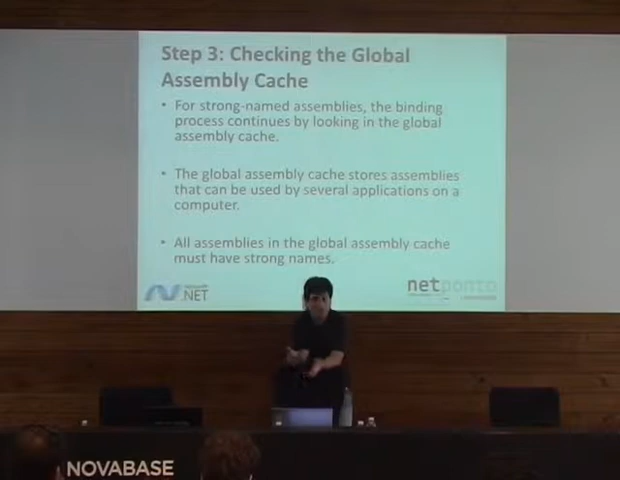 Step 3: Checking the Global
Assembly Cache
• For strong-named assemblies, the binding
process continues by looking in the global
assembly cache.
• The global assembly cache stores assemblies
that can be used by several applications on a
computer.
• All assemblies in the global assembly cache
must have strong names.
.NET
netponto
NOVABASE